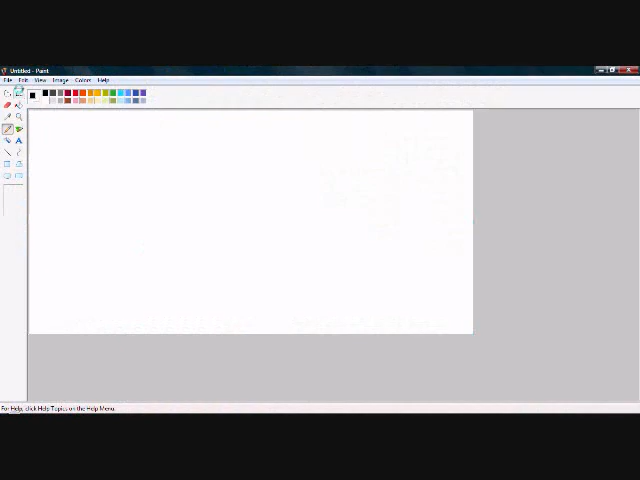 Untitled - Paint
File Edit View Image Colors Help
A
For Help, click Help Topics on the Help Menu.